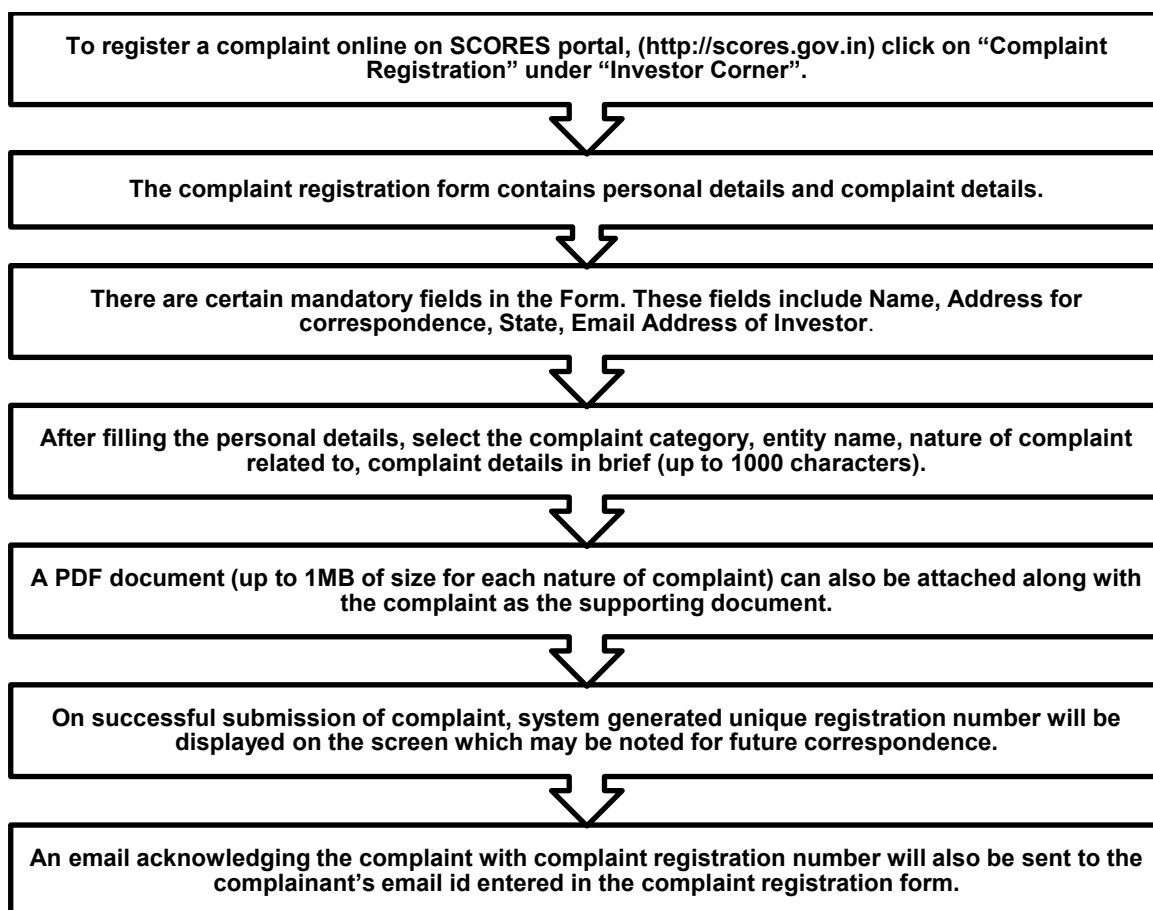 To register a complaint online on SCORES portal, (http://scores.gov.in) click on “Complaint
Registration” under “Investor Corner”.
The complaint registration form contains personal details and complaint details.
There are certain mandatory fields in the Form. These fields include Name, Address for
correspondence, State, Email Address of Investor.
After filling the personal details, select the complaint category, entity name, nature of complaint
related to, complaint details in brief (up to 1000 characters).
A PDF document (up to 1MB of size for each nature of complaint) can also be attached along with
the complaint as the supporting document.
On successful submission of complaint, system generated unique registration number will be
displayed on the screen which may be noted for future correspondence.
An email acknowledging the complaint with complaint registration number will also be sent to the
complainant’s email id entered in the complaint registration form.